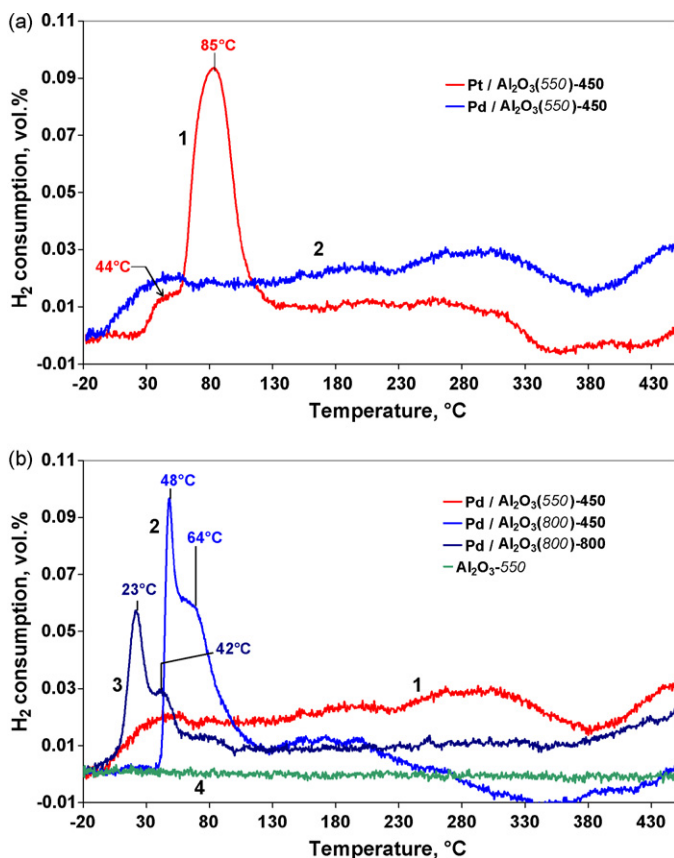 (a)
0.11
0.09
0.07
0.05
0.03
0.01
-0.01
H2 consumption, vol.%
85°C
1
44°C
2
Pt / Al2O3(550)-450
Pd / Al2O3(550)-450
-20 30 80 130 180 230 280 330 380 430
Temperature, °C
(b)
0.11
0.09
0.07
0.05
0.03
0.01
-0.01
H2 consumption, vol.%
48°C
2
64°C
23°C
42°C
3
1
4
Pd / Al2O3(550)-450
Pd / Al2O3(800)-450
Pd / Al2O3(800)-800
Al2O3-550
-20 30 80 130 180 230 280 330 380 430
Temperature, °C